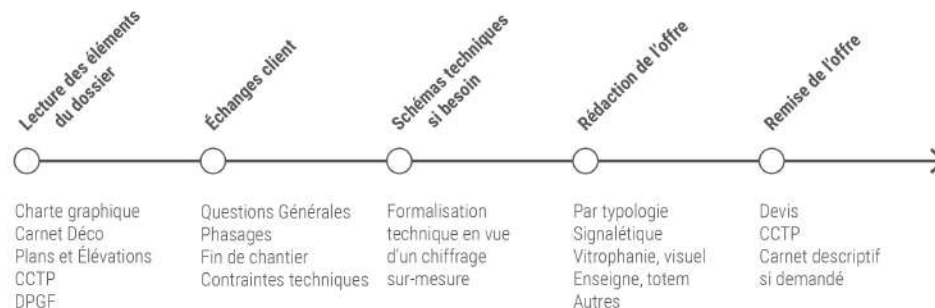 Lecture des éléments
du dossier
Échanges client
Schémas techniques
si besoin
Rédaction de l'offre
Remise de l'offre
Charte graphique
Carnet Déco
Plans et Élévations
CCTP
DPGF
Questions Générales
Phasages
Fin de chantier
Contraintes techniques
Formalisation
technique en vue
d'un chiffrage
sur-mesure
Par typologie
Signalétique
Vitrophanie, visuel
Enseigne, totem
Autres
Devis
CCTP
Carnet descriptif
si demandé